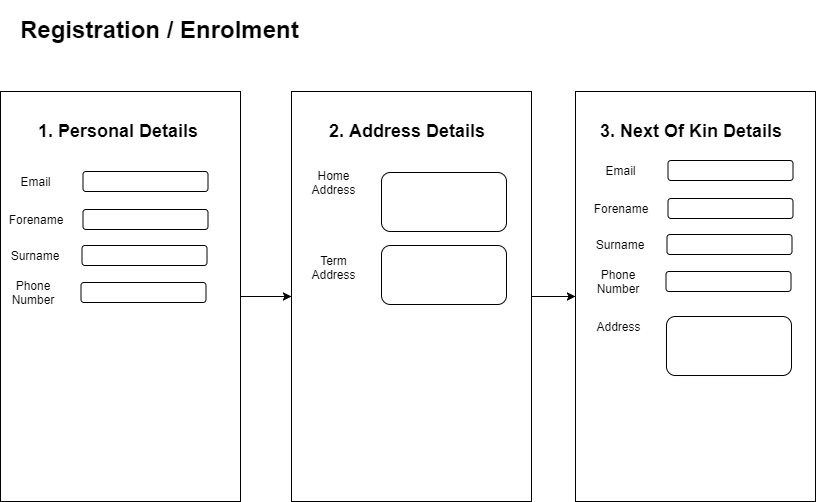 Registration / Enrolment
1. Personal Details
Email
Forename
Surname
Phone
Number
2. Address Details
Home
Address
Term
Address
3. Next Of Kin Details
Email
Forename
Surname
Phone
Number
Address